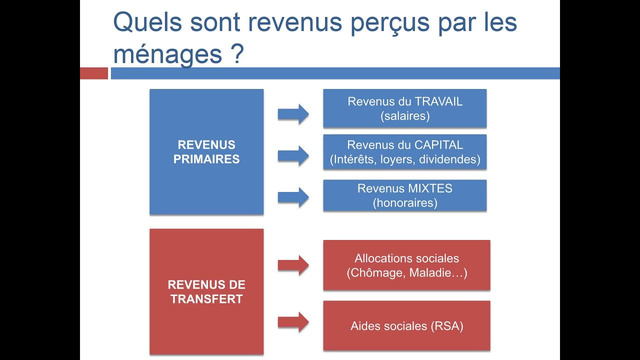 Quels sont revenus perçus par les
ménages ?
REVENUS
PRIMAIRES
Revenus du TRAVAIL
(salaires)
Revenus du CAPITAL
(Intérêts, loyers, dividendes)
Revenus MIXTES
(honoraires)
REVENUS DE
TRANSFERT
Allocations sociales
(Chômage, Maladie…)
Aides sociales (RSA)